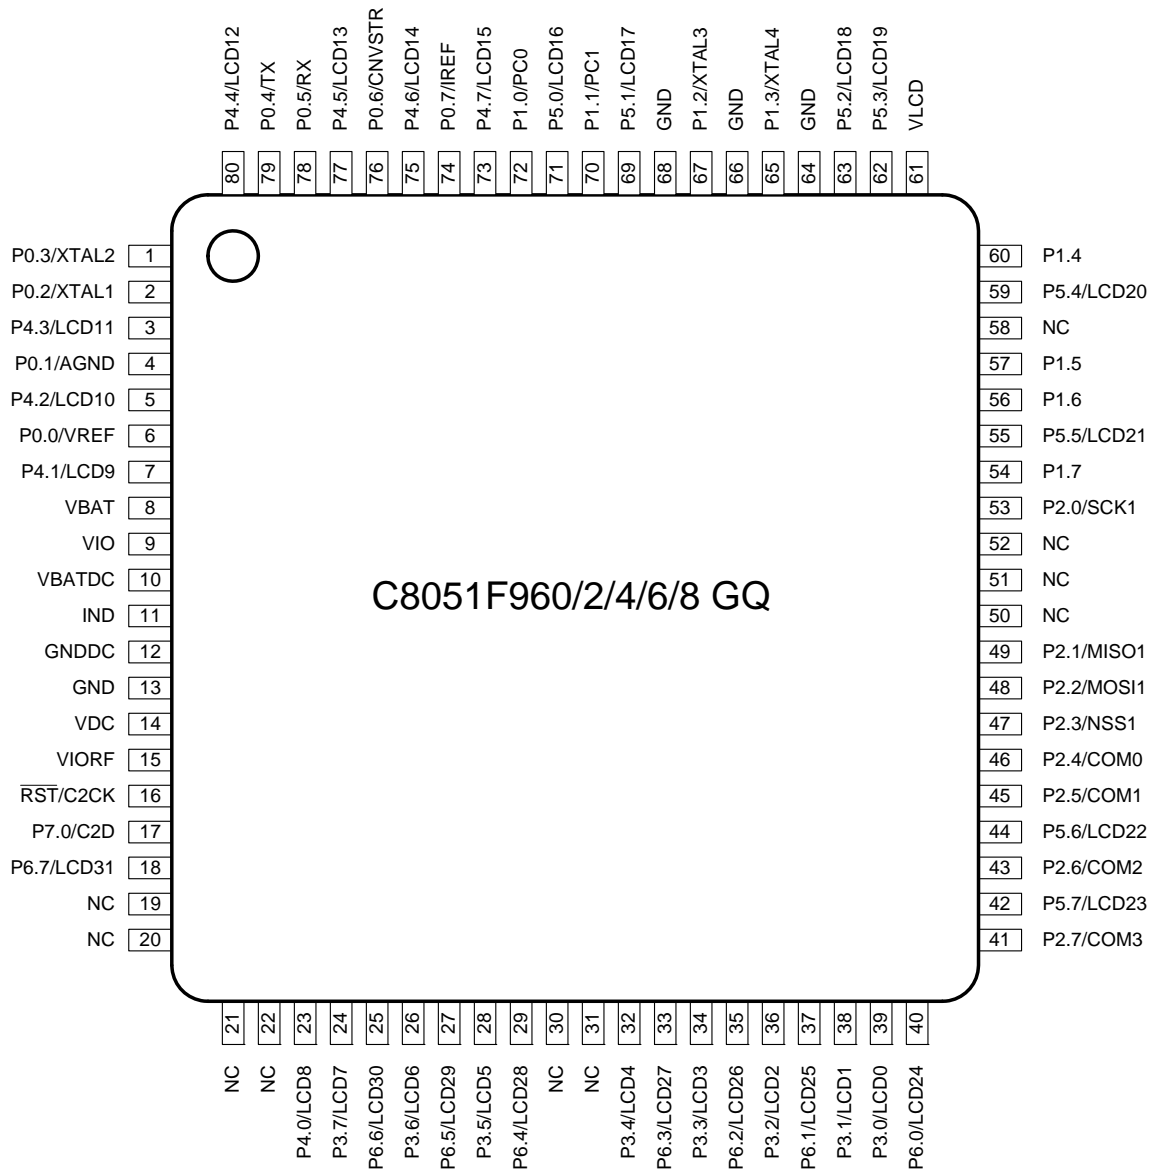 P4.4/LCD12
P0.4/TX
P0.5/RX
P4.5/LCD13
P0.6/CNVSTR
P4.6/LCD14
P0.7/IREF
P4.7/LCD15
P1.0/PC0
P5.0/LCD16
P1.1/PC1
P5.1/LCD17
GND
P1.2/XTAL3
GND
P1.3/XTAL4
GND
P5.2/LCD18
P5.3/LCD19
VLCD
80
79
78
77
76
75
74
73
72
71
70
69
68
67
66
65
64
63
62
61
P0.3/XTAL2 1
P0.2/XTAL1 2
P4.3/LCD11 3
P0.1/AGND 4
P4.2/LCD10 5
P0.0/VREF 6
P4.1/LCD9 7
VBAT 8
VIO 9
VBATDC 10
IND 11
GNDDC 12
GND 13
VDC 14
VIORF 15
RST/C2CK 16
P7.0/C2D 17
P6.7/LCD31 18
NC 19
NC 20
C8051F960/2/4/6/8 GQ
60 P1.4
59 P5.4/LCD20
58 NC
57 P1.5
56 P1.6
55 P5.5/LCD21
54 P1.7
53 P2.0/SCK1
52 NC
51 NC
50 NC
49 P2.1/MISO1
48 P2.2/MOSI1
47 P2.3/NSS1
46 P2.4/COM0
45 P2.5/COM1
44 P5.6/LCD22
43 P2.6/COM2
42 P5.7/LCD23
41 P2.7/COM3
21
22
23
24
25
26
27
28
29
30
31
32
33
34
35
36
37
38
39
40
NC
NC
P4.0/LCD8
P3.7/LCD7
P6.6/LCD30
P3.6/LCD6
P6.5/LCD29
P3.5/LCD5
P6.4/LCD28
NC
NC
P3.4/LCD4
P6.3/LCD27
P3.3/LCD3
P6.2/LCD26
P3.2/LCD2
P6.1/LCD25
P3.1/LCD1
P3.0/LCD0
P6.0/LCD24